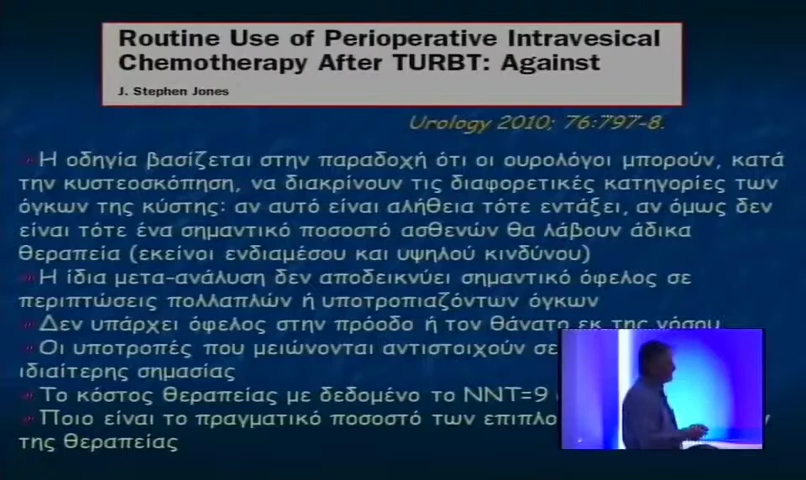 Routine Use of Perioperative Intravesical
Chemotherapy After TURBT: Against
J. Stephen Jones
Urology 2010; 76:797-8.
Η οδηγία βασίζεται στην παραδοχή ότι οι ουρολόγοι μπορούν, κατά
την κυστεοσκόπηση, να διακρίνουν τις διαφορετικές κατηγορίες των
όγκων της κύστης: αν αυτό είναι αλήθεια τότε εντάξει, αν όμως δεν
είναι τότε ένα σημαντικό ποσοστό ασθενών θα λάβουν άδικα
θεραπεία (εκείνοι ενδιαμέσου και υψηλού κινδύνου)
Η ίδια μετα-ανάλυση δεν αποδεικνύει σημαντικό όφελος σε
περιπτώσεις πολλαπλών ή υποτροπιαζόντων όγκων
Δεν υπάρχει όφελος στην πρόοδο ή τον θάνατο εκ της νόσου
Οι υποτροπές που μειώνονται αντιστοιχούν σε
ιδιαίτερης σημασίας
Το κόστος θεραπείας με δεδομένο το NNT=9
Ποιο είναι το πραγματικό ποσοστό των
της θεραπείας